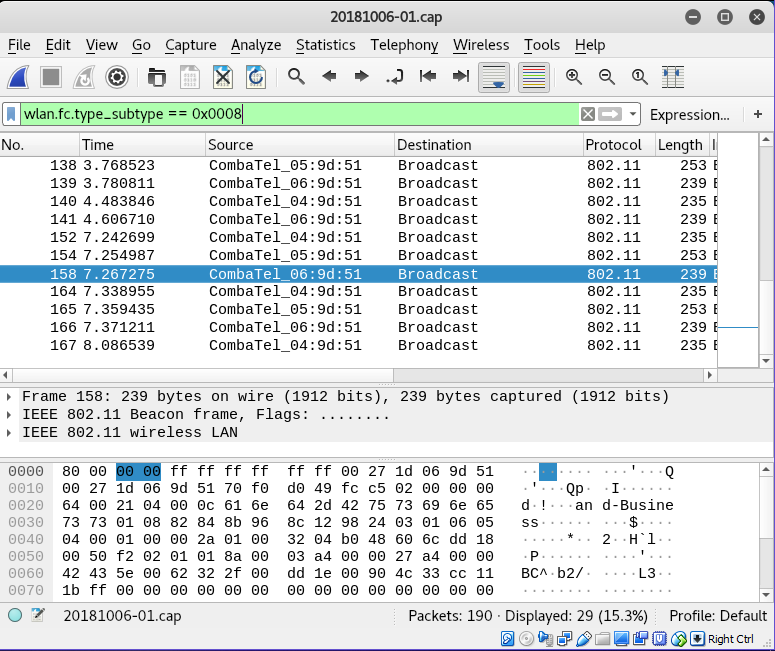 20181006-01.cap
File Edit View Go Capture Analyze Statistics Telephony Wireless Tools Help
wlan.fc.type_subtype == 0x0008 Expression... +
No. Time Source Destination Protocol Length I
138 3.768523 CombaTel_05:9d:51 Broadcast 802.11 253 B
139 3.780811 CombaTel_06:9d:51 Broadcast 802.11 239 B
140 4.483846 CombaTel_04:9d:51 Broadcast 802.11 235 B
141 4.606710 CombaTel_06:9d:51 Broadcast 802.11 239 B
152 7.242699 CombaTel_04:9d:51 Broadcast 802.11 235 B
154 7.254987 CombaTel_05:9d:51 Broadcast 802.11 253 B
158 7.267275 CombaTel_06:9d:51 Broadcast 802.11 239 B
164 7.338955 CombaTel_04:9d:51 Broadcast 802.11 235 B
165 7.359435 CombaTel_05:9d:51 Broadcast 802.11 253 B
166 7.371211 CombaTel_06:9d:51 Broadcast 802.11 239 B
167 8.086539 CombaTel_04:9d:51 Broadcast 802.11 235 B
Frame 158: 239 bytes on wire (1912 bits), 239 bytes captured (1912 bits)
IEEE 802.11 Beacon frame, Flags: ........
IEEE 802.11 wireless LAN
0000 80 00 00 00 ff ff ff ff ff ff 00 27 1d 06 9d 51 ········ ···'···Q
0010 00 27 1d 06 9d 51 70 f0 d0 49 fc c5 02 00 00 00 ·'···Qp· ·I······
0020 64 00 21 04 00 0c 61 6e 64 2d 42 75 73 69 6e 65 d·!···an d-Busine
0030 73 73 01 08 82 84 8b 96 8c 12 98 24 03 01 06 05 ss······ ···$····
0040 04 00 01 00 00 2a 01 00 32 04 b0 48 60 6c dd 18 ·····*·· 2··H`l··
0050 00 50 f2 02 01 01 8a 00 03 a4 00 00 27 a4 00 00 ·P······ ····'···
0060 42 43 5e 00 62 32 2f 00 dd 1e 00 90 4c 33 cc 11 BC^·b2/· ····L3··
0070 1b ff 00 00 00 00 00 00 00 00 00 00 00 00 00 00 ········ ········
20181006-01.cap Packets: 190 · Displayed: 29 (15.3%) Profile: Default
Right Ctrl